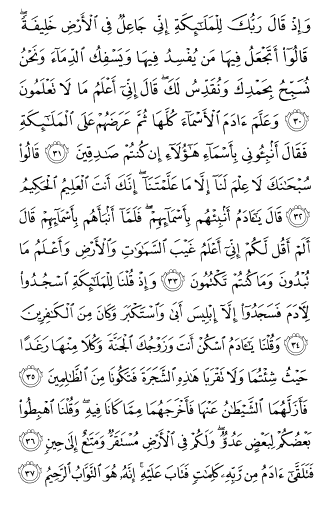 وَإِذْ قَالَ رَبُّكَ لِلْمَلَـٰٓئِكَةِ إِنِّى جَاعِلٌ فِى ٱلْأَرْضِ خَلِيفَةً ۖ
قَالُوٓا۟ أَتَجْعَلُ فِيهَا مَن يُفْسِدُ فِيهَا وَيَسْفِكُ ٱلدِّمَآءَ وَنَحْنُ
نُسَبِّحُ بِحَمْدِكَ وَنُقَدِّسُ لَكَ ۖ قَالَ إِنِّىٓ أَعْلَمُ مَا لَا تَعْلَمُونَ
﴿٣٠﴾ وَعَلَّمَ ءَادَمَ ٱلْأَسْمَآءَ كُلَّهَا ثُمَّ عَرَضَهُمْ عَلَى ٱلْمَلَـٰٓئِكَةِ
فَقَالَ أَنۢبِـُٔونِى بِأَسْمَآءِ هَـٰٓؤُلَآءِ إِن كُنتُمْ صَـٰدِقِينَ ﴿٣١﴾ قَالُوا۟
سُبْحَـٰنَكَ لَا عِلْمَ لَنَآ إِلَّا مَا عَلَّمْتَنَآ ۖ إِنَّكَ أَنتَ ٱلْعَلِيمُ ٱلْحَكِيمُ
﴿٣٢﴾ قَالَ يَـٰٓـَٔادَمُ أَنۢبِئْهُم بِأَسْمَآئِهِمْ ۖ فَلَمَّآ أَنۢبَأَهُم بِأَسْمَآئِهِمْ قَالَ
أَلَمْ أَقُل لَّكُمْ إِنِّىٓ أَعْلَمُ غَيْبَ ٱلسَّمَـٰوَٰتِ وَٱلْأَرْضِ وَأَعْلَمُ مَا
تُبْدُونَ وَمَا كُنتُمْ تَكْتُمُونَ ﴿٣٣﴾ وَإِذْ قُلْنَا لِلْمَلَـٰٓئِكَةِ ٱسْجُدُوا۟
لِـَٔادَمَ فَسَجَدُوٓا۟ إِلَّآ إِبْلِيسَ أَبَىٰ وَٱسْتَكْبَرَ وَكَانَ مِنَ ٱلْكَـٰفِرِينَ
﴿٣٤﴾ وَقُلْنَا يَـٰٓـَٔادَمُ ٱسْكُنْ أَنتَ وَزَوْجُكَ ٱلْجَنَّةَ وَكُلَا مِنْهَا رَغَدًا
حَيْثُ شِئْتُمَا وَلَا تَقْرَبَا هَـٰذِهِ ٱلشَّجَرَةَ فَتَكُونَا مِنَ ٱلظَّـٰلِمِينَ ﴿٣٥﴾
فَأَزَلَّهُمَا ٱلشَّيْطَـٰنُ عَنْهَا فَأَخْرَجَهُمَا مِمَّا كَانَا فِيهِ ۖ وَقُلْنَا ٱهْبِطُوا۟
بَعْضُكُمْ لِبَعْضٍ عَدُوٌّ ۖ وَلَكُمْ فِى ٱلْأَرْضِ مُسْتَقَرٌّ وَمَتَـٰعٌ إِلَىٰ حِينٍ ﴿٣٦﴾
فَتَلَقَّىٰٓ ءَادَمُ مِن رَّبِّهِۦ كَلِمَـٰتٍ فَتَابَ عَلَيْهِ ۚ إِنَّهُۥ هُوَ ٱلتَّوَّابُ ٱلرَّحِيمُ ﴿٣٧﴾